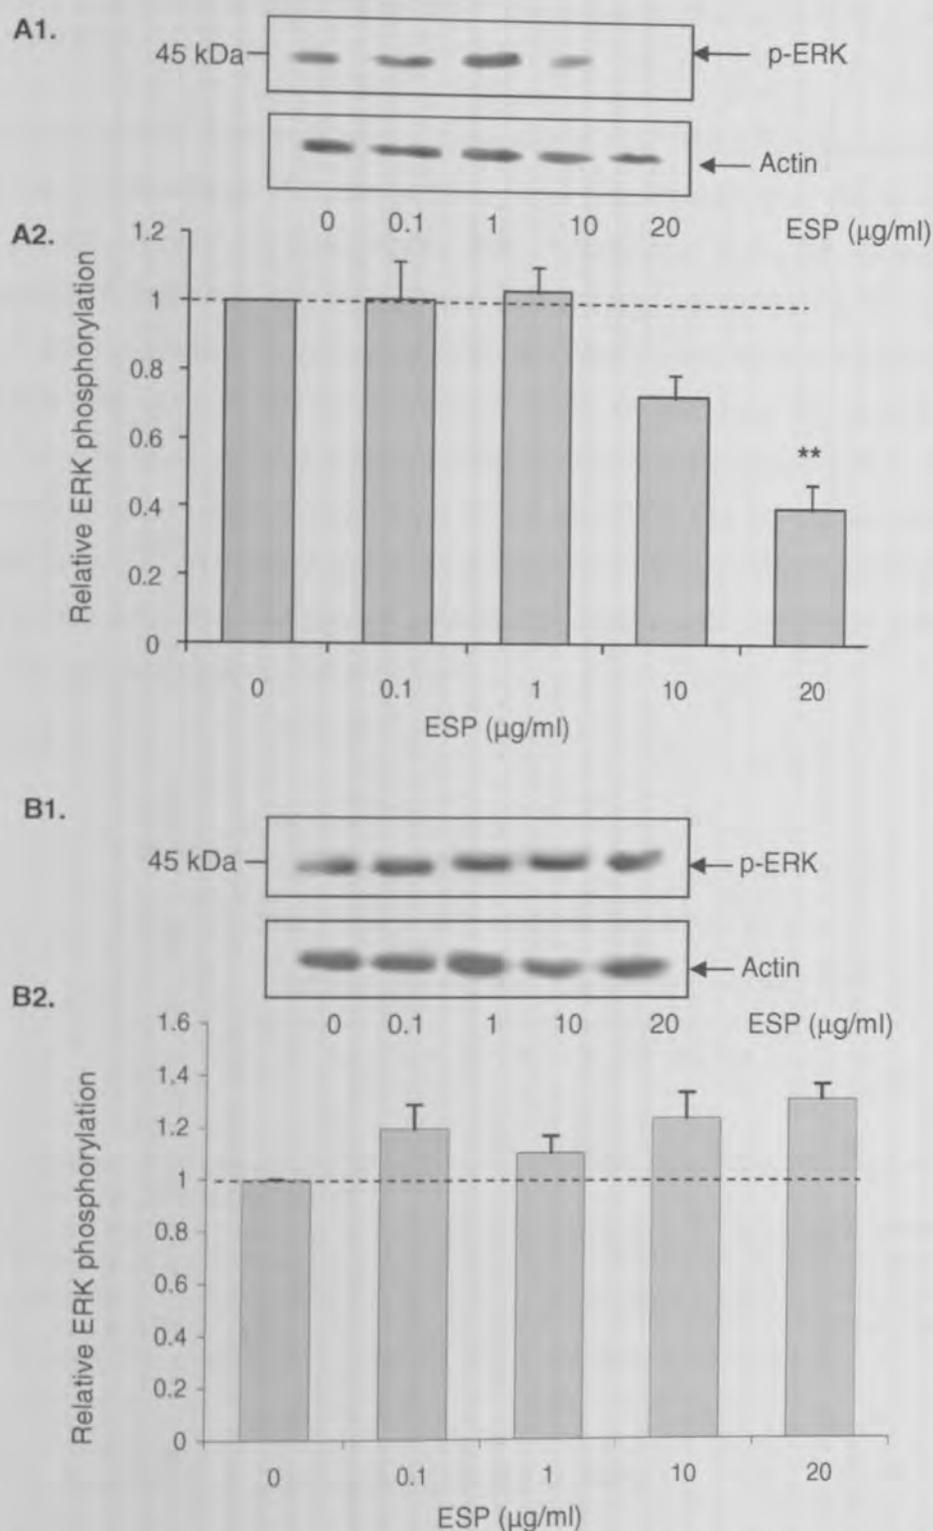 A1.
45 kDa
p-ERK
Actin
0 0.1 1 10 20 ESP (µg/ml)
A2.
Relative ERK phosphorylation
1.2
1
0.8
0.6
0.4
0.2
0
**
0 0.1 1 10 20
ESP (µg/ml)
B1.
45 kDa
p-ERK
Actin
0 0.1 1 10 20 ESP (µg/ml)
B2.
Relative ERK phosphorylation
1.6
1.4
1.2
1
0.8
0.6
0.4
0.2
0
0 0.1 1 10 20
ESP (µg/ml)